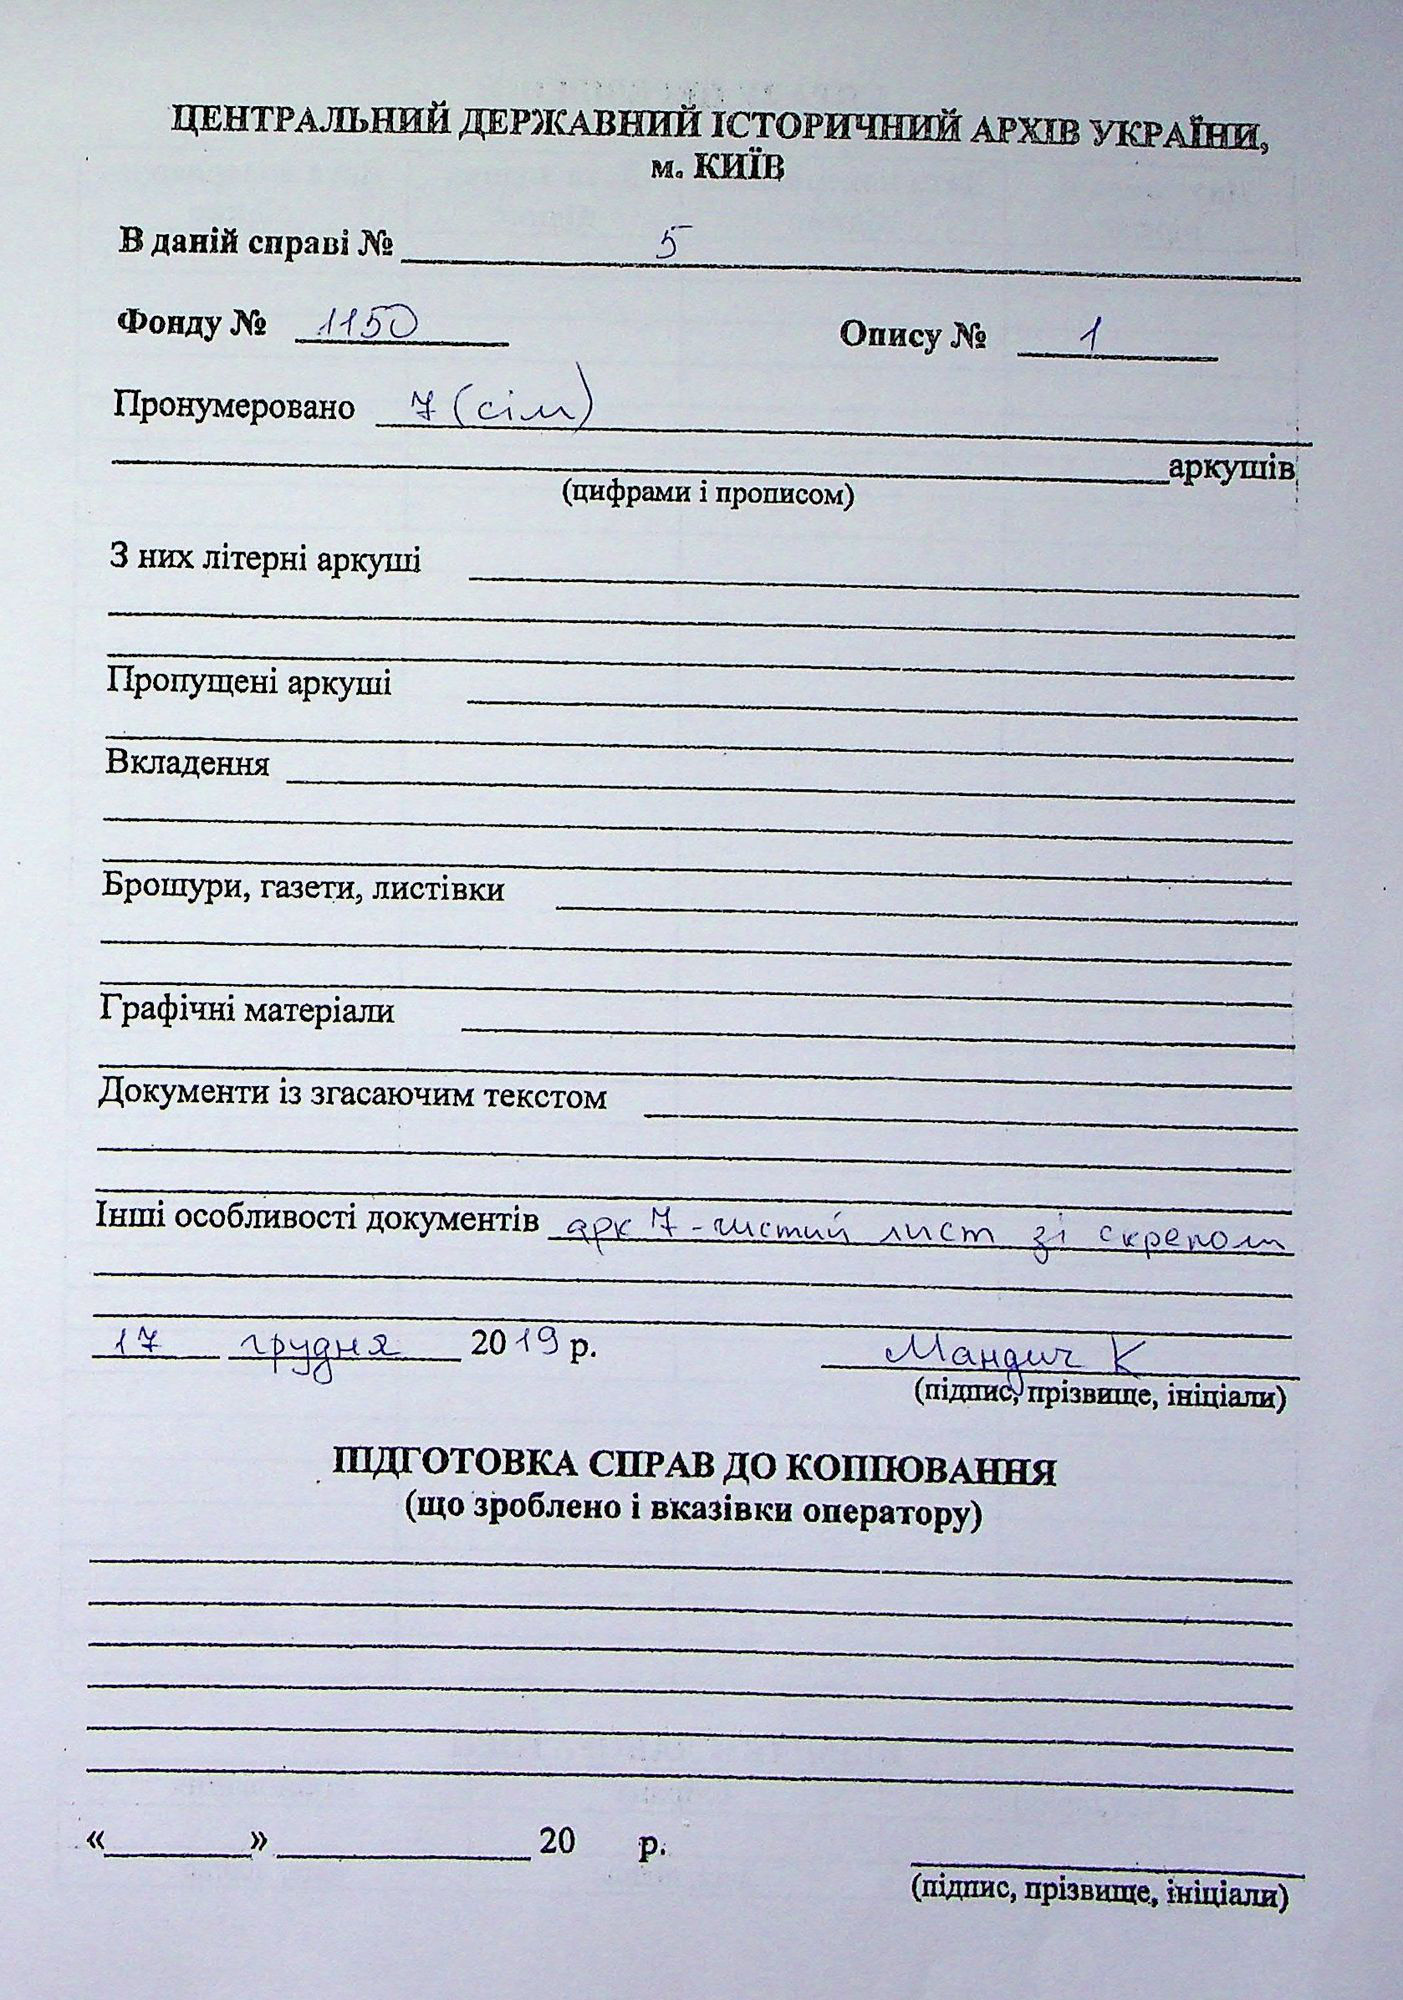 ЦЕНТРАЛЬНИЙ ДЕРЖАВНИЙ ІСТОРИЧНИЙ АРХІВ УКРАЇНИ,
м. КИЇВ
В даній справі № 5
Фонду № 1150 Опису № 1
Пронумеровано 7 (сім)
аркушів
(цифрами і прописом)
З них літерні аркуші
Пропущені аркуші
Вкладення
Брошури, газети, листівки
Графічні матеріали
Документи із згасаючим текстом
Інші особливості документів арк 7 - чистий лист зі скрепом
17 грудня 2019 р. Мандич К
(підпис, прізвище, ініціали)
ПІДГОТОВКА СПРАВ ДО КОПІЮВАННЯ
(що зроблено і вказівки оператору)
« » 20 р.
(підпис, прізвище, ініціали)